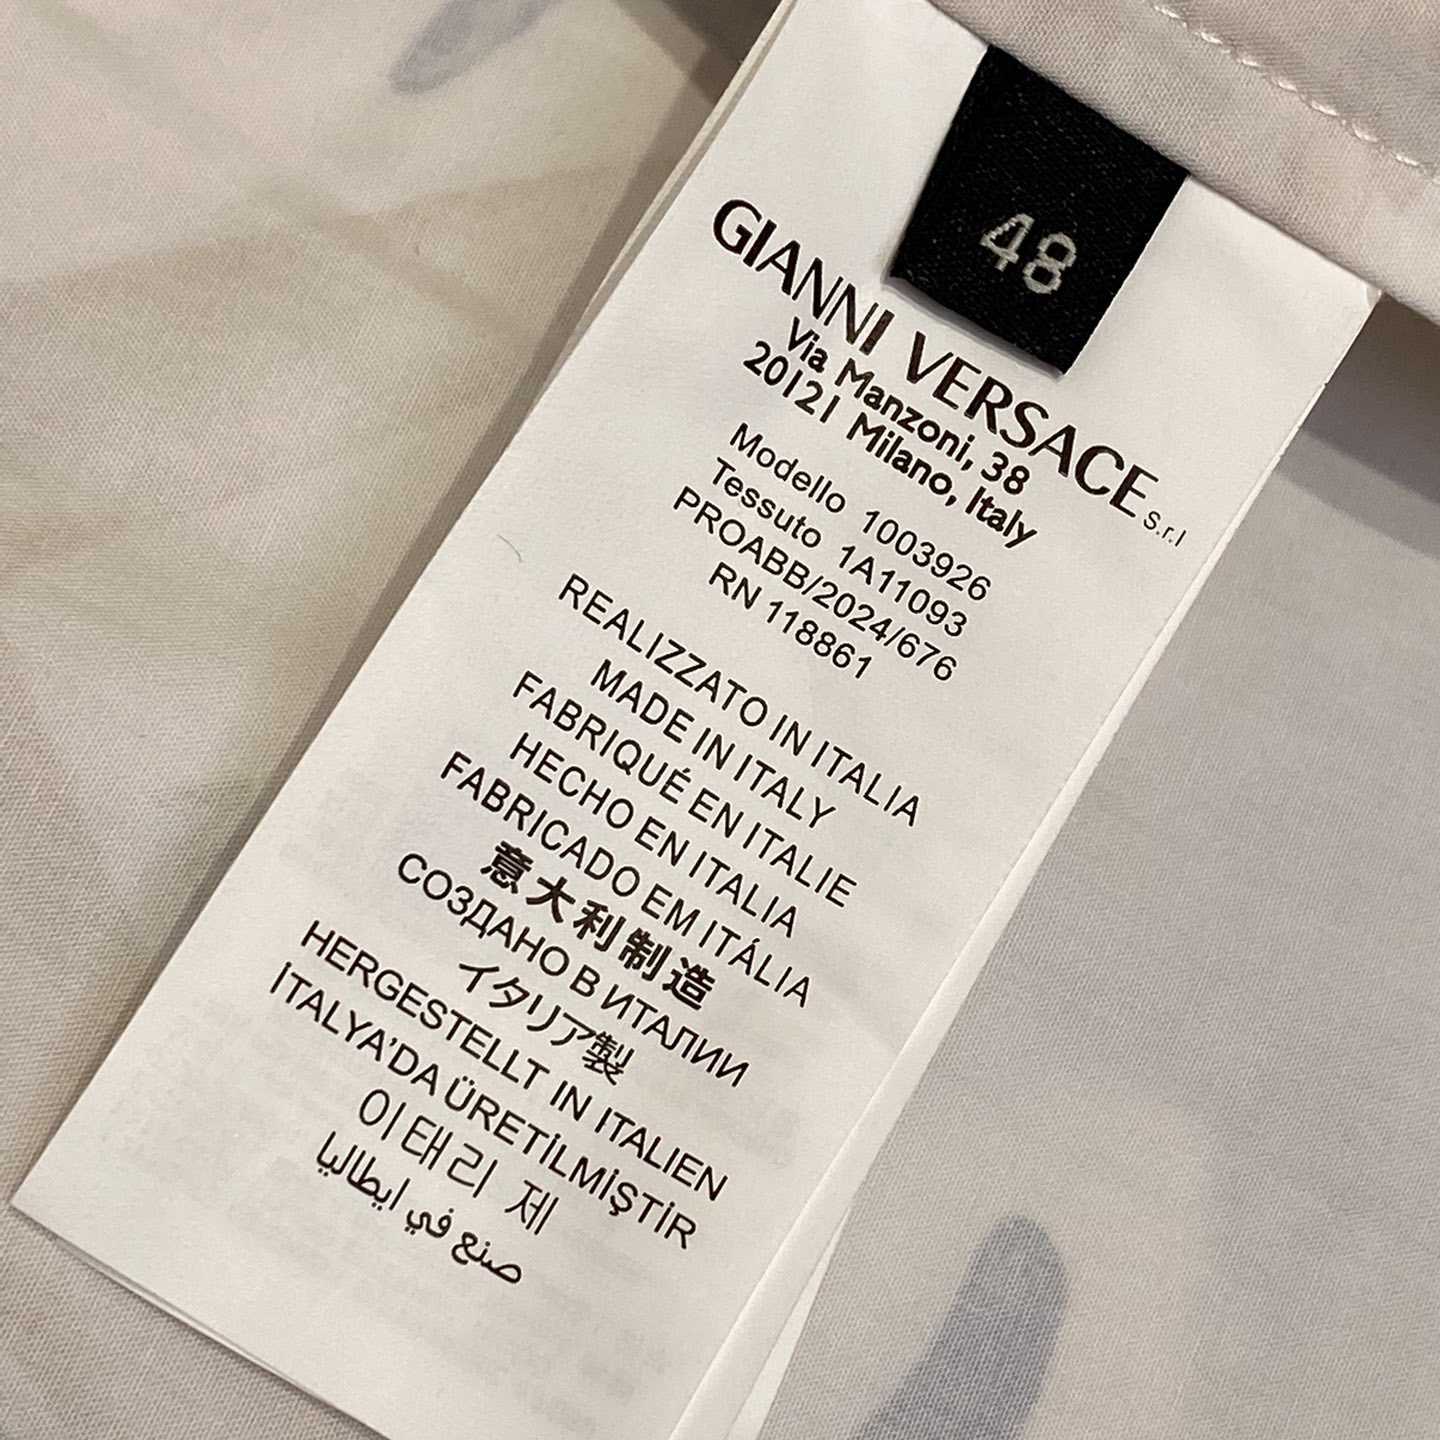 48
GIANNI VERSACE s.r.l
Via Manzoni, 38
20121 Milano, Italy
Modello 1003926
Tessuto 1A11093
PROABB/2024/676
RN 118861
REALIZZATO IN ITALIA
MADE IN ITALY
FABRIQUÉ EN ITALIE
HECHO EN ITALIA
FABRICADO EM ITÁLIA
意大利制造
СОЗДАНО В ИТАЛИИ
イタリア製
HERGESTELLT IN ITALIEN
İTALYA'DA ÜRETİLMİŞTİR
이태리 제
صنع في ايطاليا